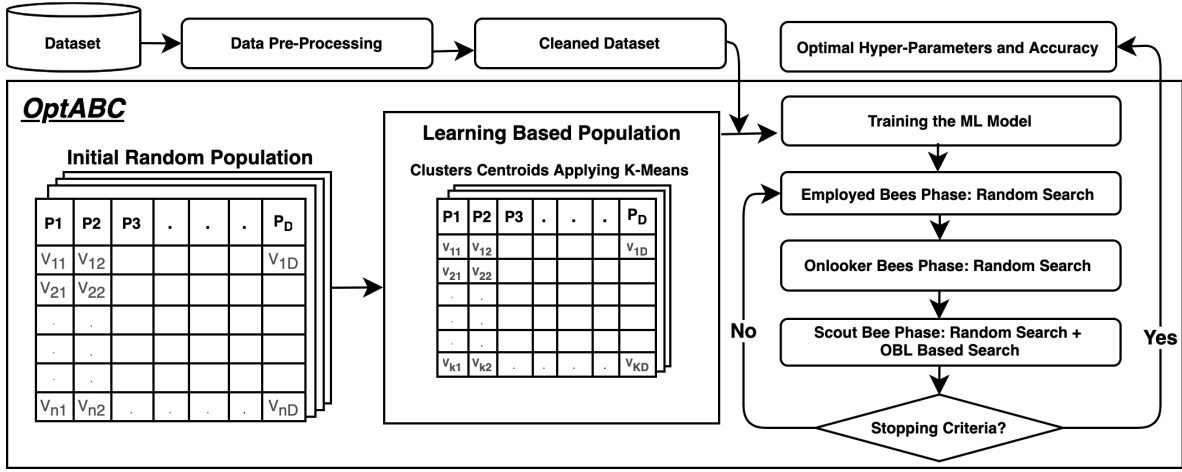 Dataset
Data Pre-Processing
Cleaned Dataset
Optimal Hyper-Parameters and Accuracy
OptABC
Initial Random Population
P1 P2 P3 . . . PD
V11 V12 V1D
V21 V22
. .
. .
. .
Vn1 Vn2 . . . . VnD
Learning Based Population
Clusters Centroids Applying K-Means
P1 P2 P3 . . . PD
V11 V12 V1D
V21 V22
. .
. .
. .
Vk1 Vk2 . . . . VKD
Training the ML Model
Employed Bees Phase: Random Search
Onlooker Bees Phase: Random Search
Scout Bee Phase: Random Search +
OBL Based Search
Stopping Criteria?
No
Yes